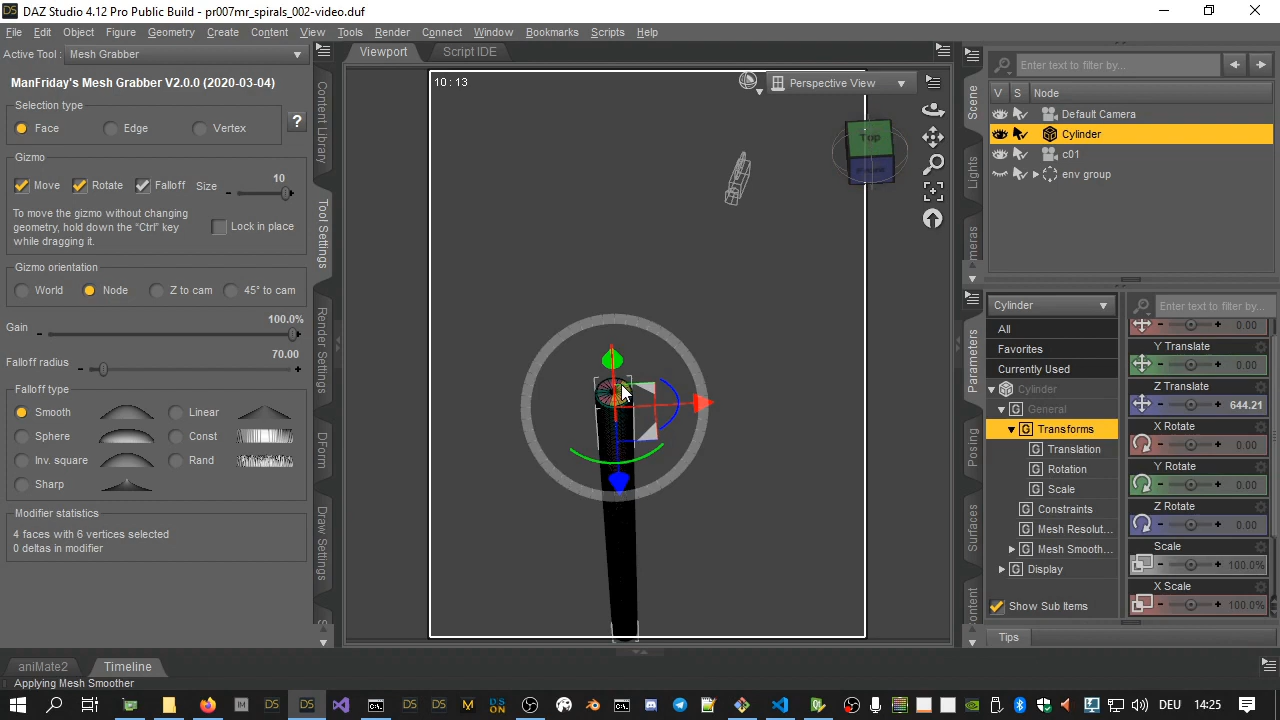 DAZ Studio 4.12 Pro Public Build - pr007mr_spirals_002-video.duf
File Edit Object Figure Geometry Create Content View Tools Render Connect Window Bookmarks Scripts Help
Active Tool : Mesh Grabber
Viewport
Script IDE
Enter text to filter by...
ManFriday's Mesh Grabber V2.0.0 (2020-03-04)
10 : 13
Perspective View
V S Node
Selection type
Face Edge Vertex ?
Default Camera
Cylinder
c01
env group
Top
Content Library
Tool Settings
Render Settings
DForm
Draw Settings
Scene
Lights
meras
Gizmo
Move Rotate Falloff Size 10
To move the gizmo without changing
geometry, hold down the “Ctrl” key
while dragging it.
Lock in place
Gizmo orientation
World Node Z to cam 45° to cam
Gain 100.0%
Falloff radius 70.00
Falloff type
Smooth Linear
Sphere Const
Inv. square Rand
Sharp
Modifier statistics
4 faces with 6 vertices selected
0 deltas in modifier
Parameters
Posing
Surfaces
ontent
Cylinder
Enter text to filter by...
All
Favorites
Currently Used
Cylinder
General
Transforms
Translation
Rotation
Scale
Constraints
Mesh Resolut...
Mesh Smooth...
Display
Show Sub Items
0.00
Y Translate
0.00
Z Translate
644.21
X Rotate
0.00
Y Rotate
0.00
Z Rotate
0.00
Scale
100.0%
X Scale
100.0%
Tips
aniMate2
Timeline
Applying Mesh Smoother
DEU 14:25